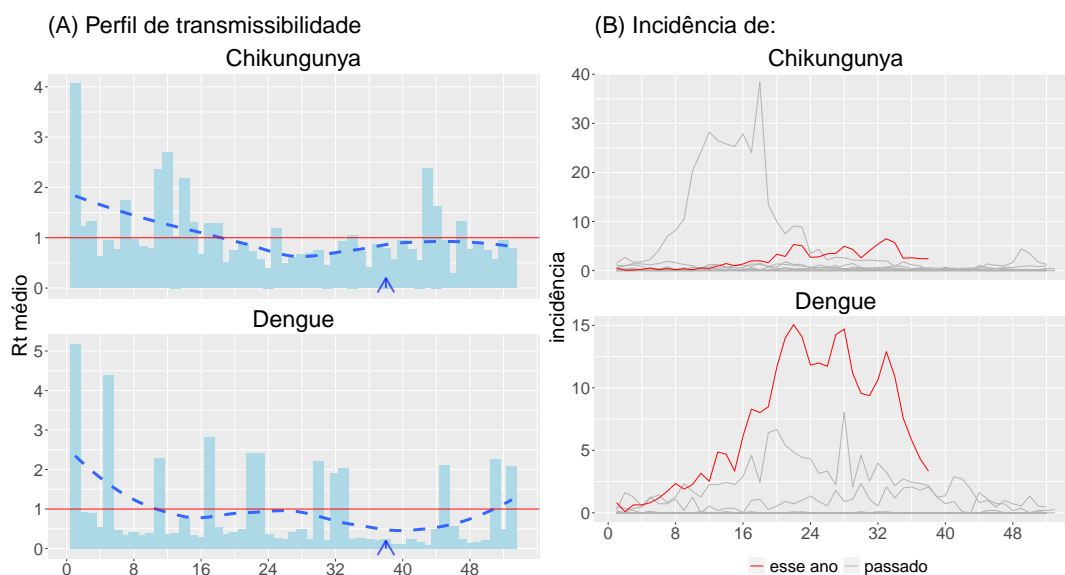 (A) Perfil de transmissibilidade
Chikungunya
4
3
2
1
0
Dengue
5
4
3
2
1
0
0 8 16 24 32 40 48
Rt médio
(B) Incidência de:
Chikungunya
40
30
20
10
0
Dengue
15
10
5
0
0 8 16 24 32 40 48
incidência
esse ano passado